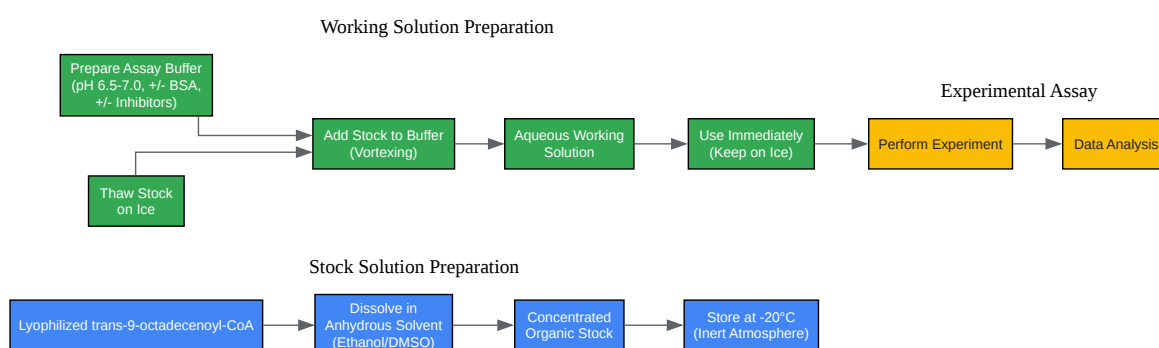 Working Solution Preparation
Prepare Assay Buffer
(pH 6.5-7.0, +/- BSA,
+/- Inhibitors)
Experimental Assay
Add Stock to Buffer
(Vortexing)
Aqueous Working
Solution
Use Immediately
(Keep on Ice)
Perform Experiment
Data Analysis
Thaw Stock
on Ice
Stock Solution Preparation
Lyophilized trans-9-octadecenoyl-CoA
Dissolve in
Anhydrous Solvent
(Ethanol/DMSO)
Concentrated
Organic Stock
Store at -20°C
(Inert Atmosphere)